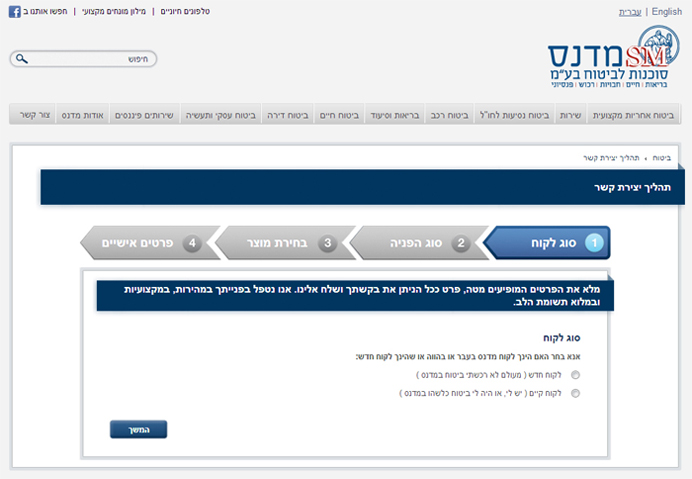 טלפונים חיוניים | מילון מונחים מקצועי | חפשו אותנו ב f
עברית | English
SM מדנס
סוכנות לביטוח בע"מ
בריאות | חיים | חבויות | רכוש | פנסיוני
חיפוש
ביטוח אחריות מקצועית
שירות
ביטוח נסיעות לחו"ל
ביטוח רכב
בריאות וסיעוד
ביטוח חיים
ביטוח דירה
ביטוח עסקי ותעשיה
שירותים פיננסים
אודות מדנס
צור קשר
ביטוח › תהליך יצירת קשר
תהליך יצירת קשר
1 סוג לקוח
2 סוג הפניה
3 בחירת מוצר
4 פרטים אישיים
מלא את הפרטים המופיעים מטה, פרט ככל הניתן את בקשתך ושלח אלינו. אנו נטפל בפנייתך במהירות, במקצועיות
ובמלוא תשומת הלב.
סוג לקוח
אנא בחר האם הינך לקוח מדנס בעבר או בהווה או שהינך לקוח חדש:
לקוח חדש ( מעולם לא רכשתי ביטוח במדנס )
לקוח קיים ( יש לי, או היה לי ביטוח כלשהו במדנס )
המשך